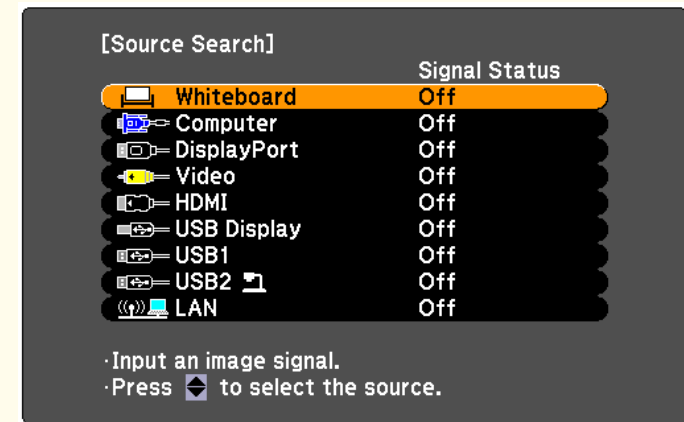 [Source Search]
Signal Status
Whiteboard Off
Computer Off
DisplayPort Off
Video Off
HDMI Off
USB Display Off
USB1 Off
USB2 Off
LAN Off
·Input an image signal.
·Press to select the source.